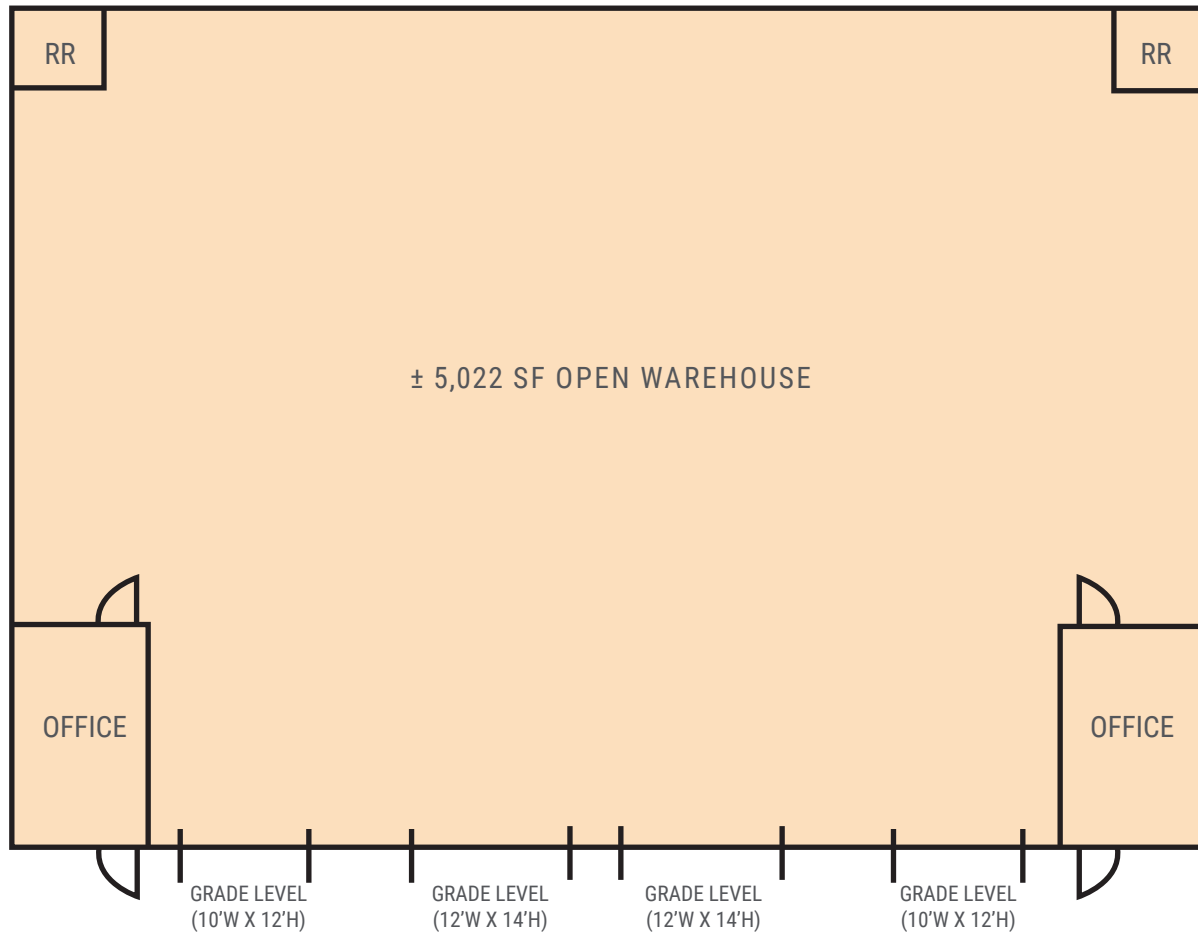 RR
RR
± 5,022 SF OPEN WAREHOUSE
OFFICE
OFFICE
GRADE LEVEL
(10'W X 12'H)
GRADE LEVEL
(12'W X 14'H)
GRADE LEVEL
(12'W X 14'H)
GRADE LEVEL
(10'W X 12'H)